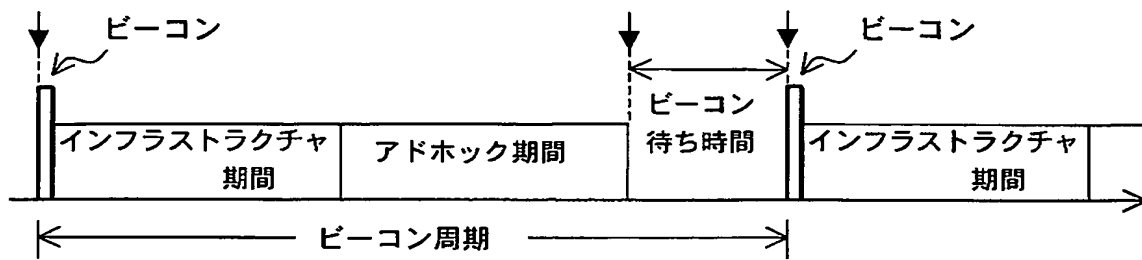 ビーコン
ビーコン
インフラストラクチャ
期間
アドホック期間
ビーコン
待ち時間
インフラストラクチャ
期間
ビーコン周期